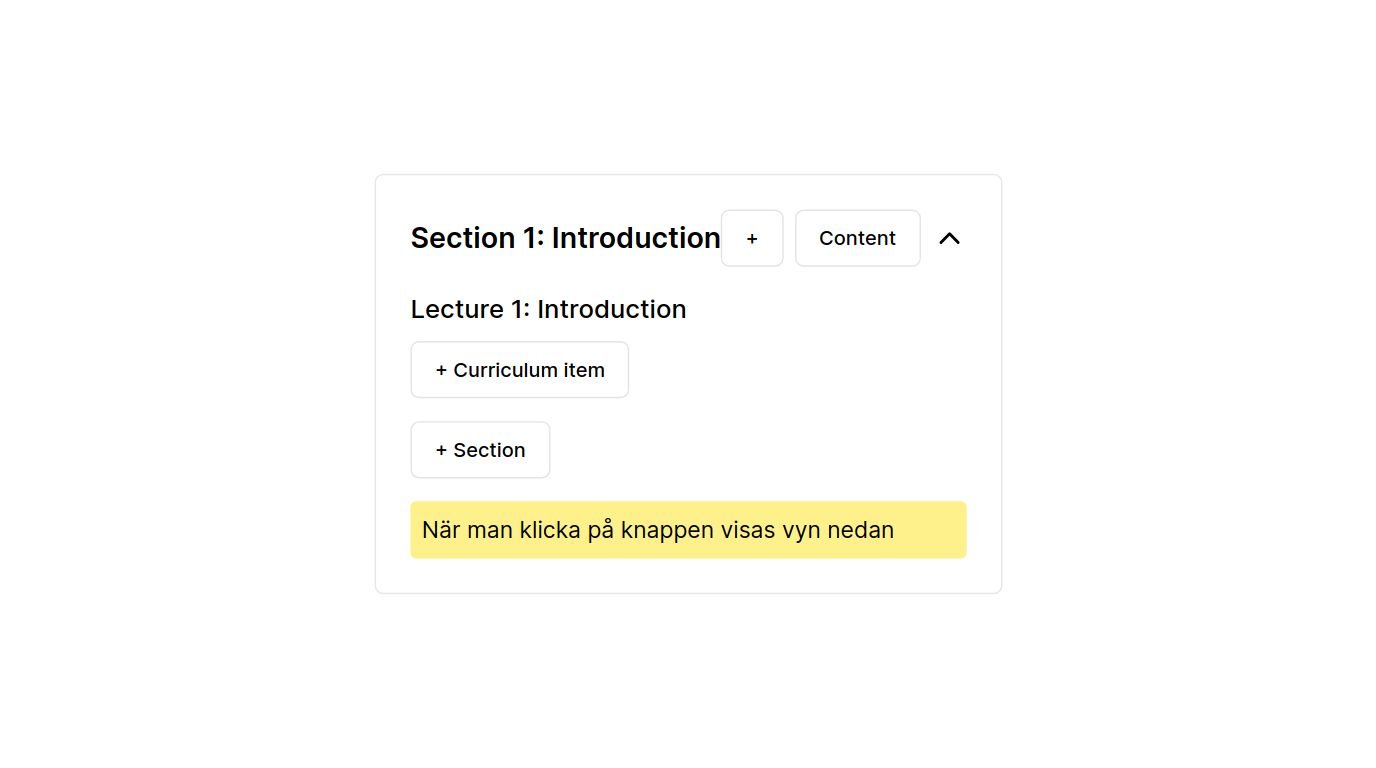 Section 1: Introduction + Content
Lecture 1: Introduction
+ Curriculum item
+ Section
När man klicka på knappen visas vyn nedan